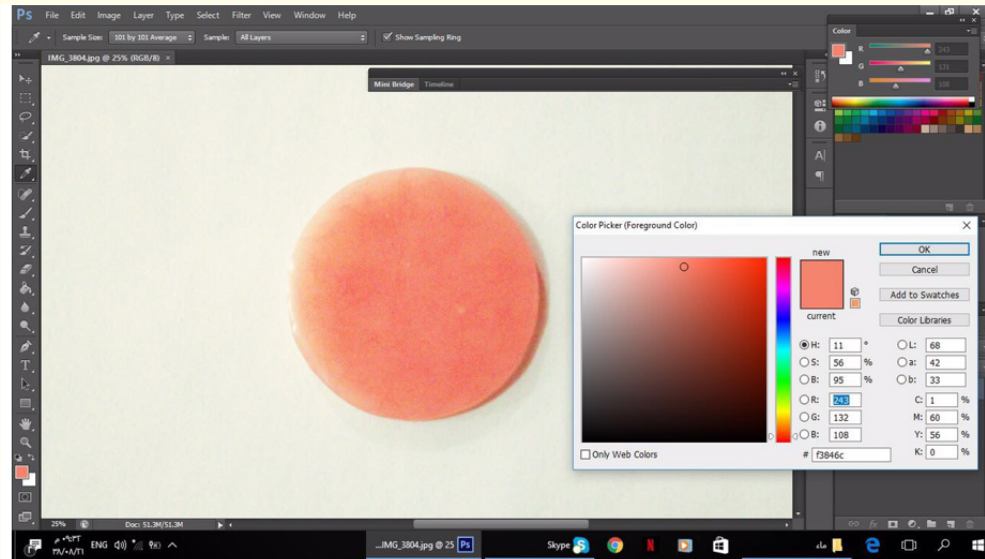 Ps File Edit Image Layer Type Select Filter View Window Help
Sample Size: 101 by 101 Average Sample: All Layers Show Sampling Ring
IMG_3804.jpg @ 25% (RGB/8) ×
Mini Bridge Timeline
Color
R 243
G 131
B 108
Color Picker (Foreground Color)
new
current
OK
Cancel
Add to Swatches
Color Libraries
H: 11 ° L: 68
S: 56 % a: 42
B: 95 % b: 33
R: 243 C: 1 %
G: 132 M: 60 %
B: 108 Y: 56 %
# f3846c K: 0 %
Only Web Colors
25% Doc: 51.3M/51.3M
ENG
...IMG_3804.jpg @ 25 Ps
Skype
ماء